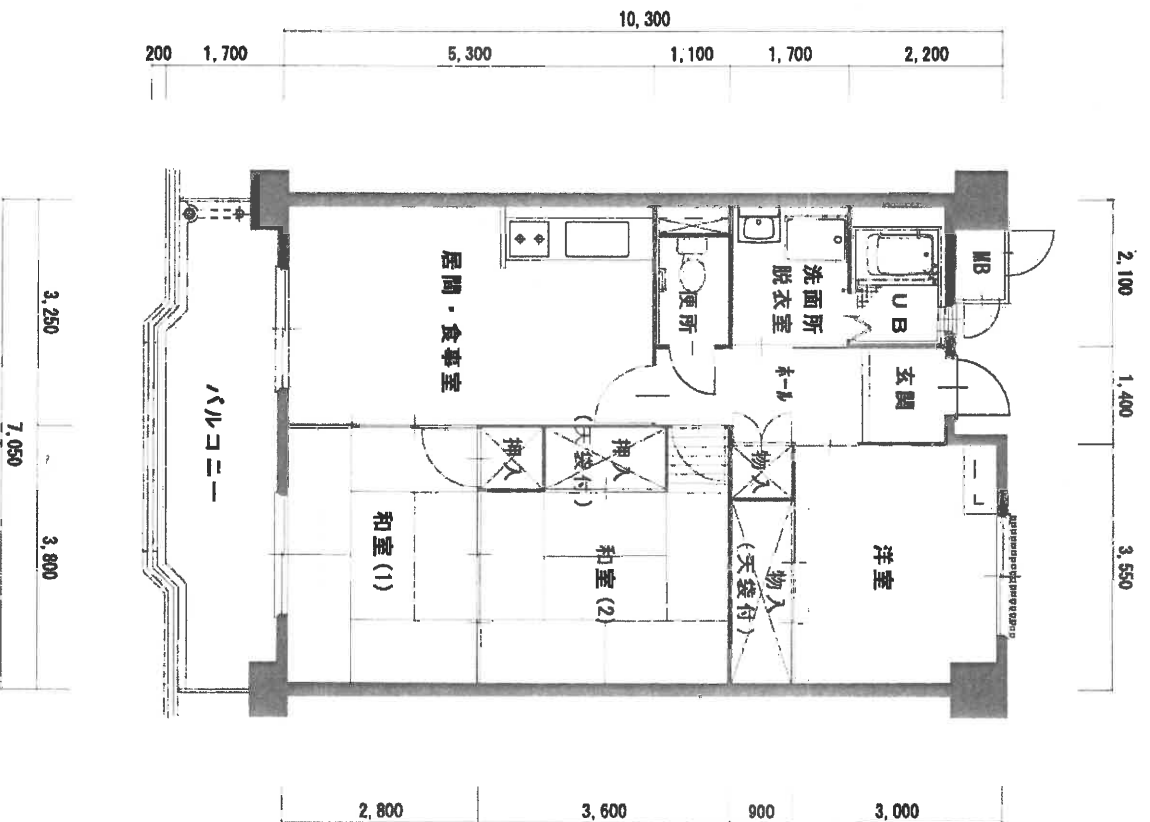 10,300
200
1,700
5,300
1,100
1,700
2,200
2,100
1,400
3,550
3,250
3,800
7,050
MB
UB
洗面所
脱衣室
便所
居間・食事室
ホール
玄関
バルコニー
押入
押入
(天袋付)
物入
物入
(天袋付)
和室(1)
和室(2)
洋室
2,800
3,600
900
3,000